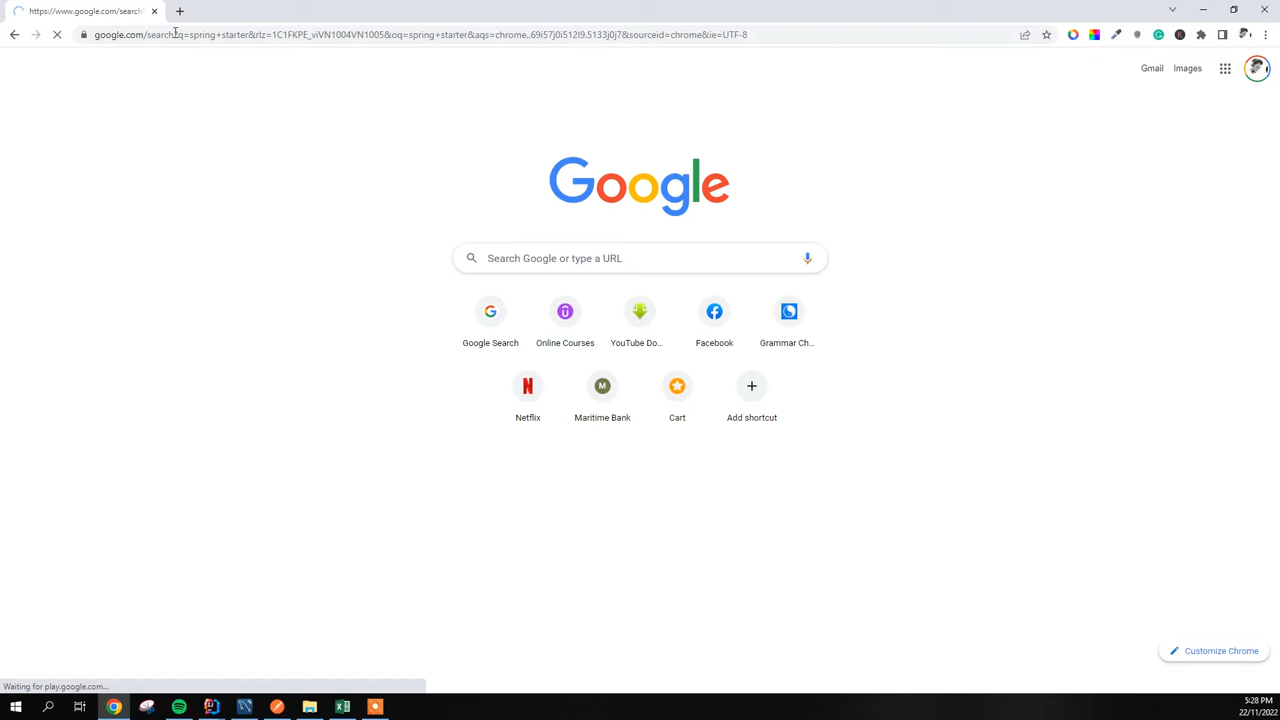 https://www.google.com/search?
google.com/search?q=spring+starter&rlz=1C1FKPE_viVN1004VN1005&oq=spring+starter&aqs=chrome..69i57j0i512l9.5133j0j7&sourceid=chrome&ie=UTF-8
Gmail Images
Google
Search Google or type a URL
Google Search Online Courses YouTube Do... Facebook Grammar Ch...
Netflix Maritime Bank Cart Add shortcut
Customize Chrome
Waiting for play.google.com...
5:28 PM
22/11/2022